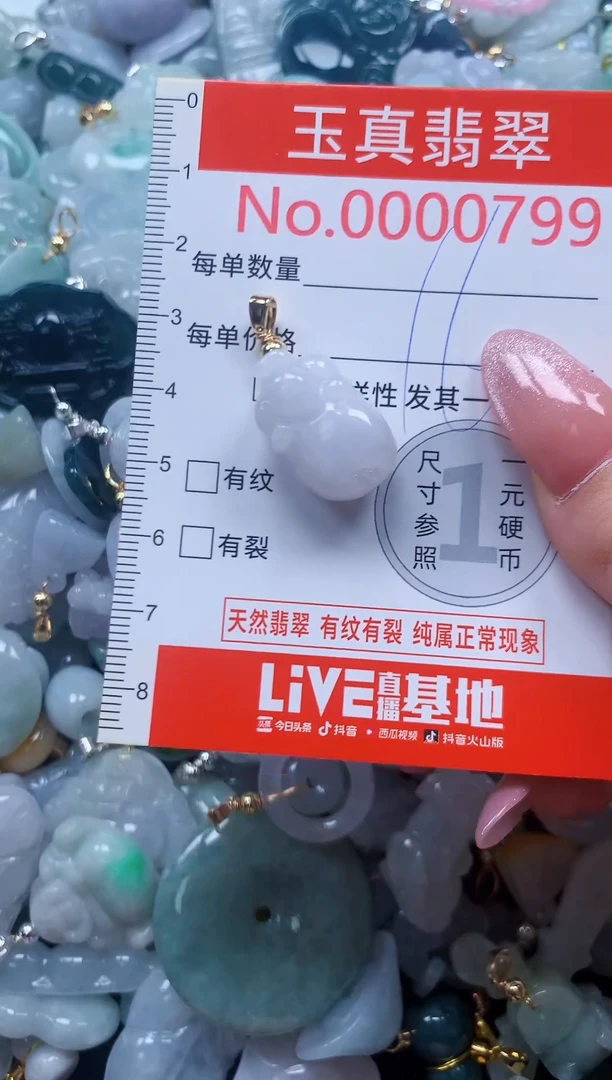 玉真翡翠
No.0000799
0
1
2
3
4
5
6
7
8
每单数量
每单价格
样性 发其一
有纹
有裂
尺寸参照
1
一元硬币
天然翡翠 有纹有裂 纯属正常现象
LiVE直播基地
头条 今日头条 抖音 西瓜视频 抖音火山版